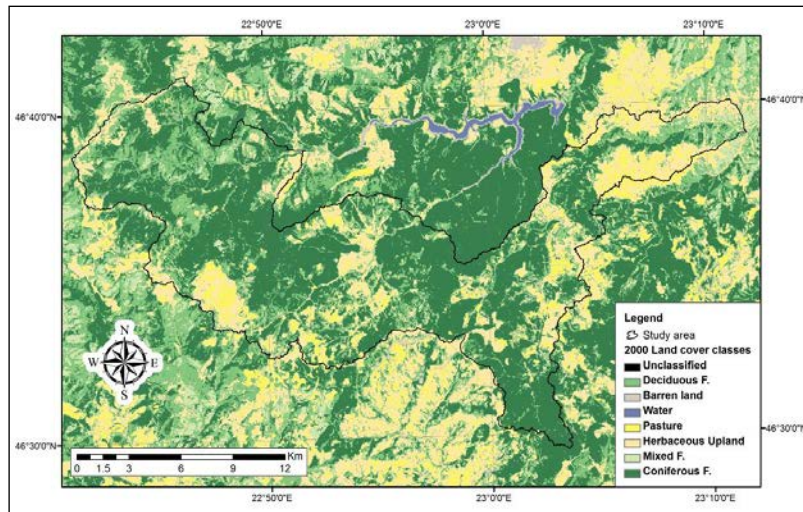 22°50'0"E 23°0'0"E 23°10'0"E
46°40'0"N 46°40'0"N
N
W E
S
Km
0 1.5 3 6 9 12
46°30'0"N 46°30'0"N
Legend
Study area
2000 Land cover classes
Unclassified
Deciduous F.
Barren land
Water
Pasture
Herbaceous Upland
Mixed F.
Coniferous F.
22°50'0"E 23°0'0"E 23°10'0"E